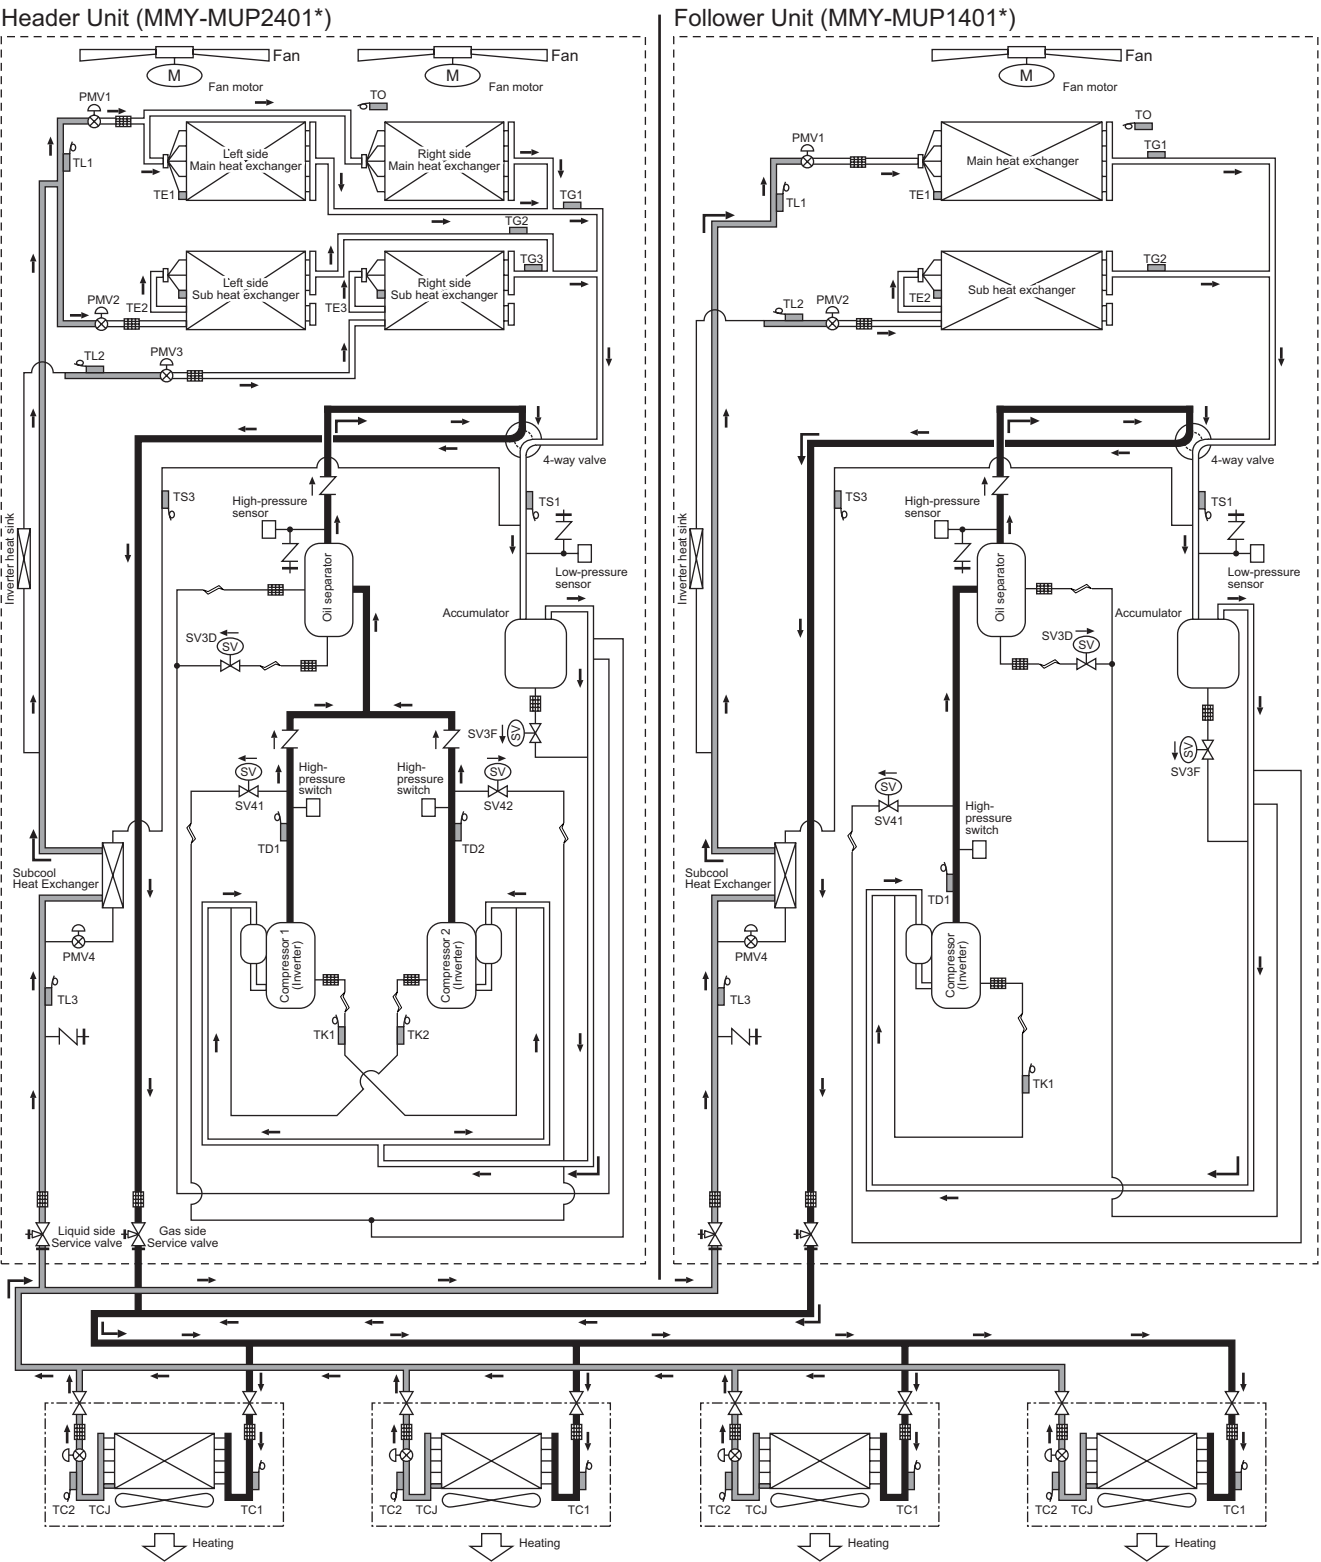 Header Unit (MMY-MUP2401*)
Fan
Fan
M
M
Fan motor
Fan motor
PMV1
TO
TL1
Left side
Main heat exchanger
Right side
Main heat exchanger
TE1
TG1
TG2
TG3
Left side
Sub heat exchanger
Right side
Sub heat exchanger
PMV2
TE2
TE3
TL2
PMV3
4-way valve
TS3
High-pressure
sensor
TS1
Inverter heat sink
Oil separator
Low-pressure
sensor
Accumulator
SV3D
SV
SV3F
SV
SV
SV41
High-
pressure
switch
High-
pressure
switch
SV
SV42
TD1
TD2
Subcool
Heat Exchanger
PMV4
Compressor 1
(Inverter)
Compressor 2
(Inverter)
TL3
TK1
TK2
Liquid side
Service valve
Gas side
Service valve
Follower Unit (MMY-MUP1401*)
Fan
M
Fan motor
TO
PMV1
TG1
Main heat exchanger
TE1
TL1
TG2
Sub heat exchanger
TL2
PMV2
TE2
4-way valve
TS3
High-pressure
sensor
TS1
Inverter heat sink
Oil separator
Low-pressure
sensor
Accumulator
SV3D
SV
SV
SV3F
SV
SV41
High-
pressure
switch
Subcool
Heat Exchanger
TD1
PMV4
Compressor
(Inverter)
TL3
TK1
TC2
TCJ
TC1
TC2
TCJ
TC1
TC2
TCJ
TC1
TC2
TCJ
TC1
Heating
Heating
Heating
Heating